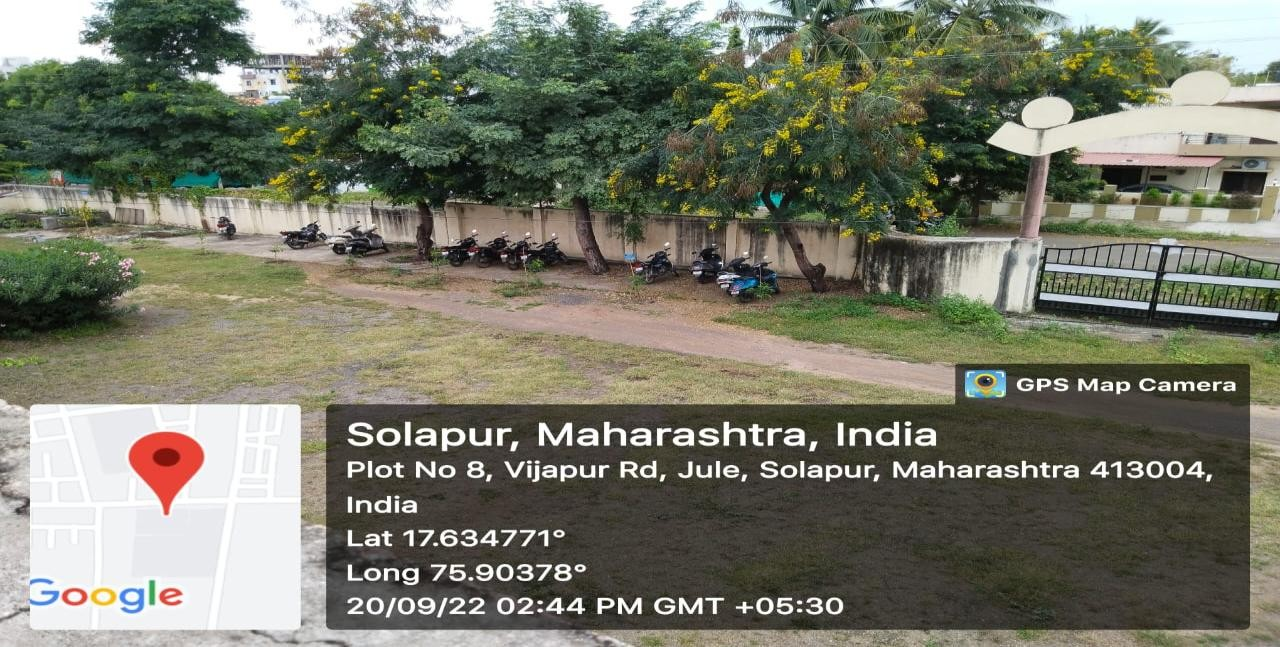 GPS Map Camera
Solapur, Maharashtra, India
Plot No 8, Vijapur Rd, Jule, Solapur, Maharashtra 413004,
India
Lat 17.634771°
Long 75.90378°
20/09/22 02:44 PM GMT +05:30
Google